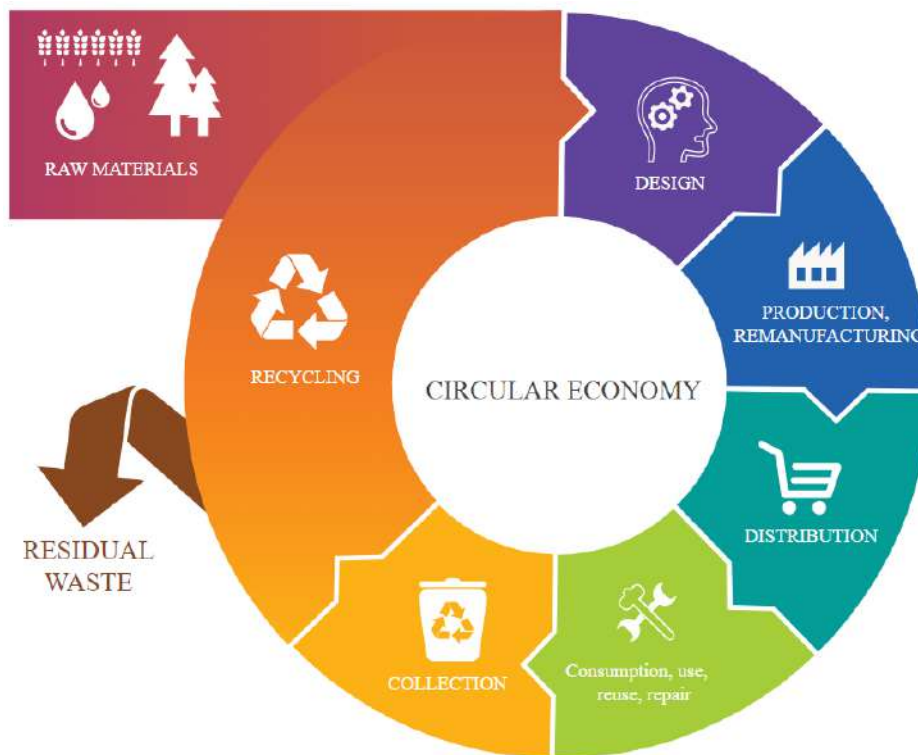 RAW MATERIALS
DESIGN
PRODUCTION,
REMANUFACTURING
RECYCLING
CIRCULAR ECONOMY
DISTRIBUTION
RESIDUAL
WASTE
COLLECTION
Consumption, use,
reuse, repair